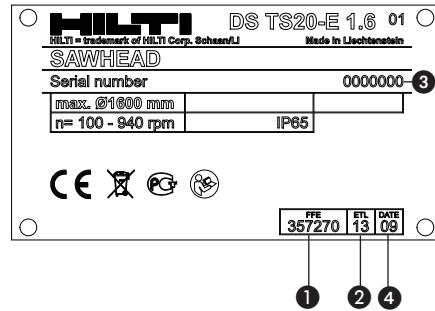 HILTI DS TS20-E 1.6 01
HILTI = trademark of HILTI Corp. Schaan/LI Made in Liechtenstein
SAWHEAD
Serial number 0000000 3
max. Ø1600 mm
n= 100 - 940 rpm IP65
CE PCT
FFE ETL DATE
357270 13 09
1 2 4